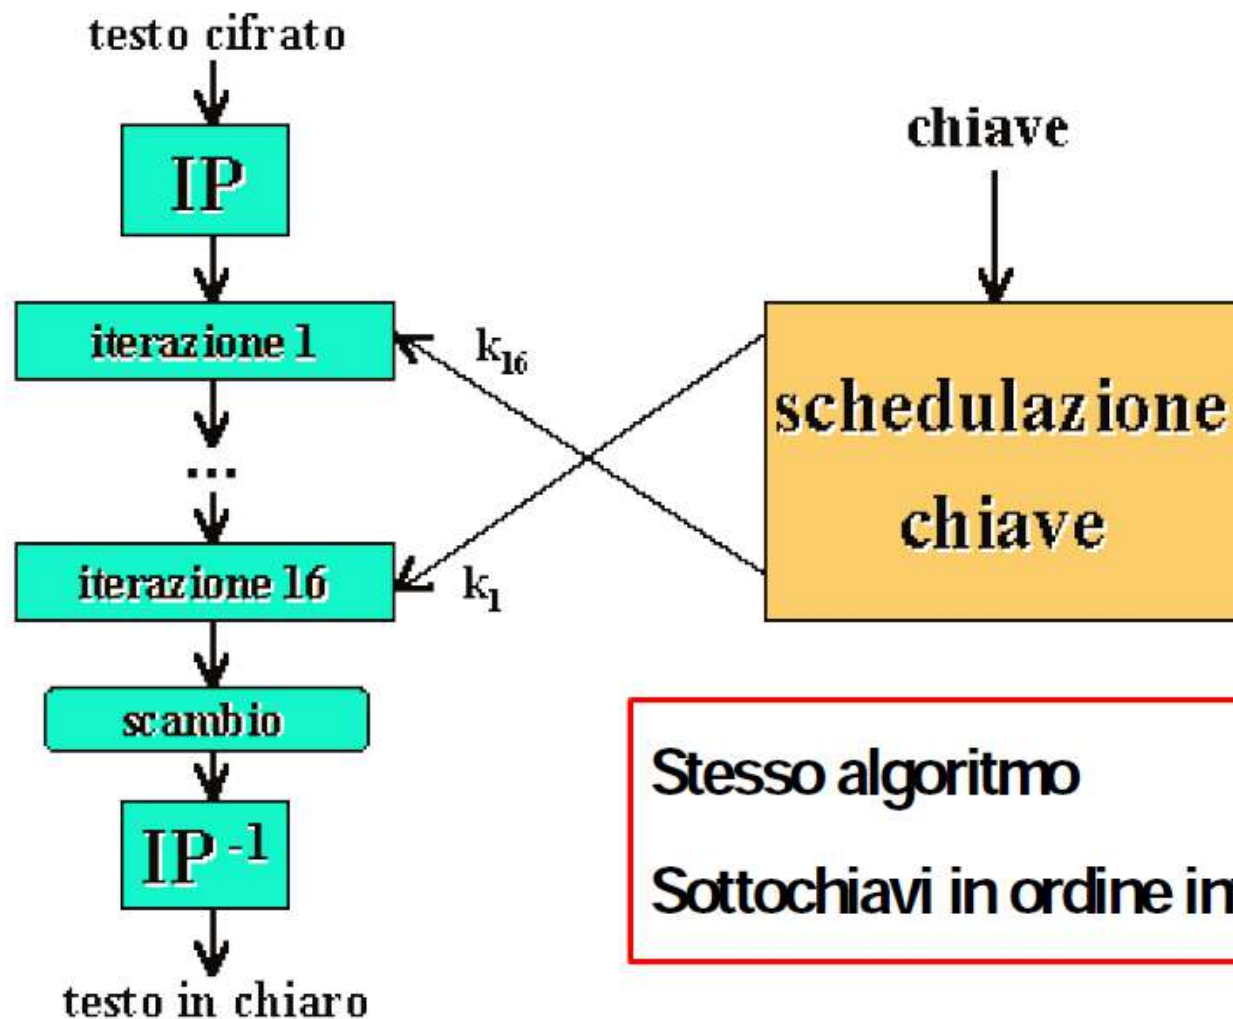 testo cifrato
IP
chiave
iterazione 1
k16
schedulazione
chiave
...
iterazione 16
k1
scambio
Stesso algoritmo
IP-1
Sottochiavi in ordine in
testo in chiaro